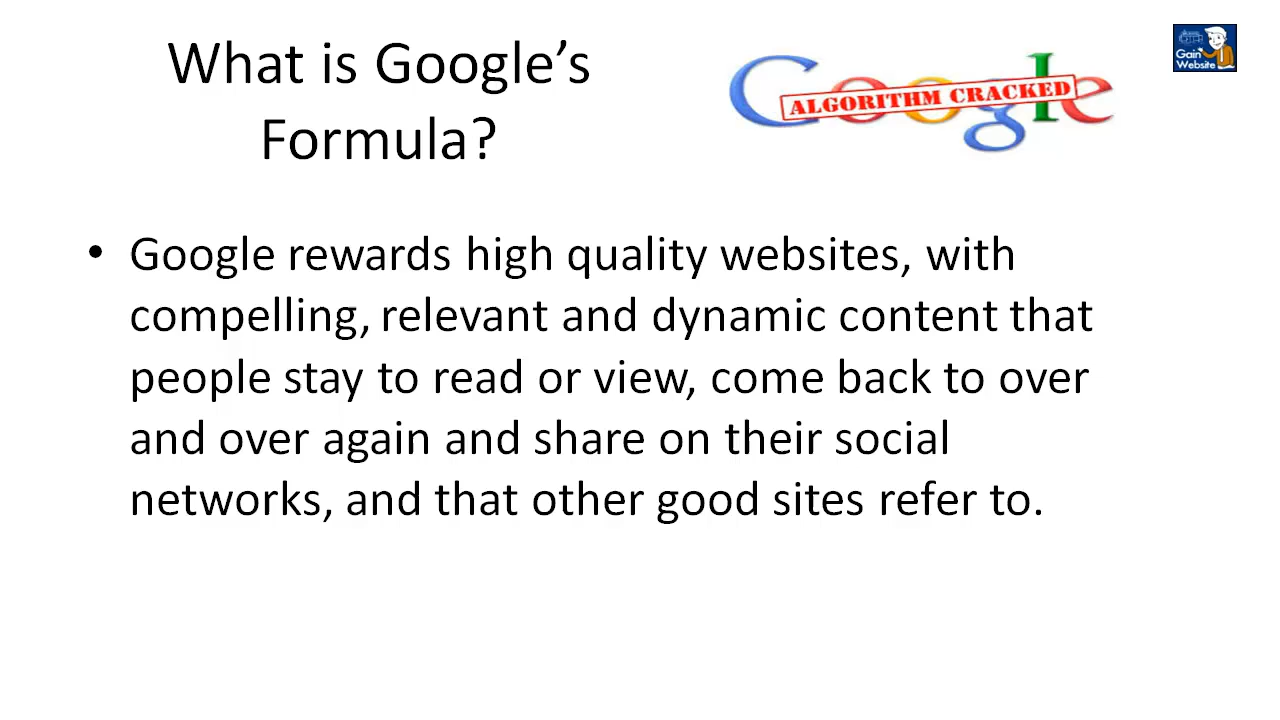 What is Google’s
Formula?
Google
ALGORITHM CRACKED
Gain
Website
• Google rewards high quality websites, with
compelling, relevant and dynamic content that
people stay to read or view, come back to over
and over again and share on their social
networks, and that other good sites refer to.